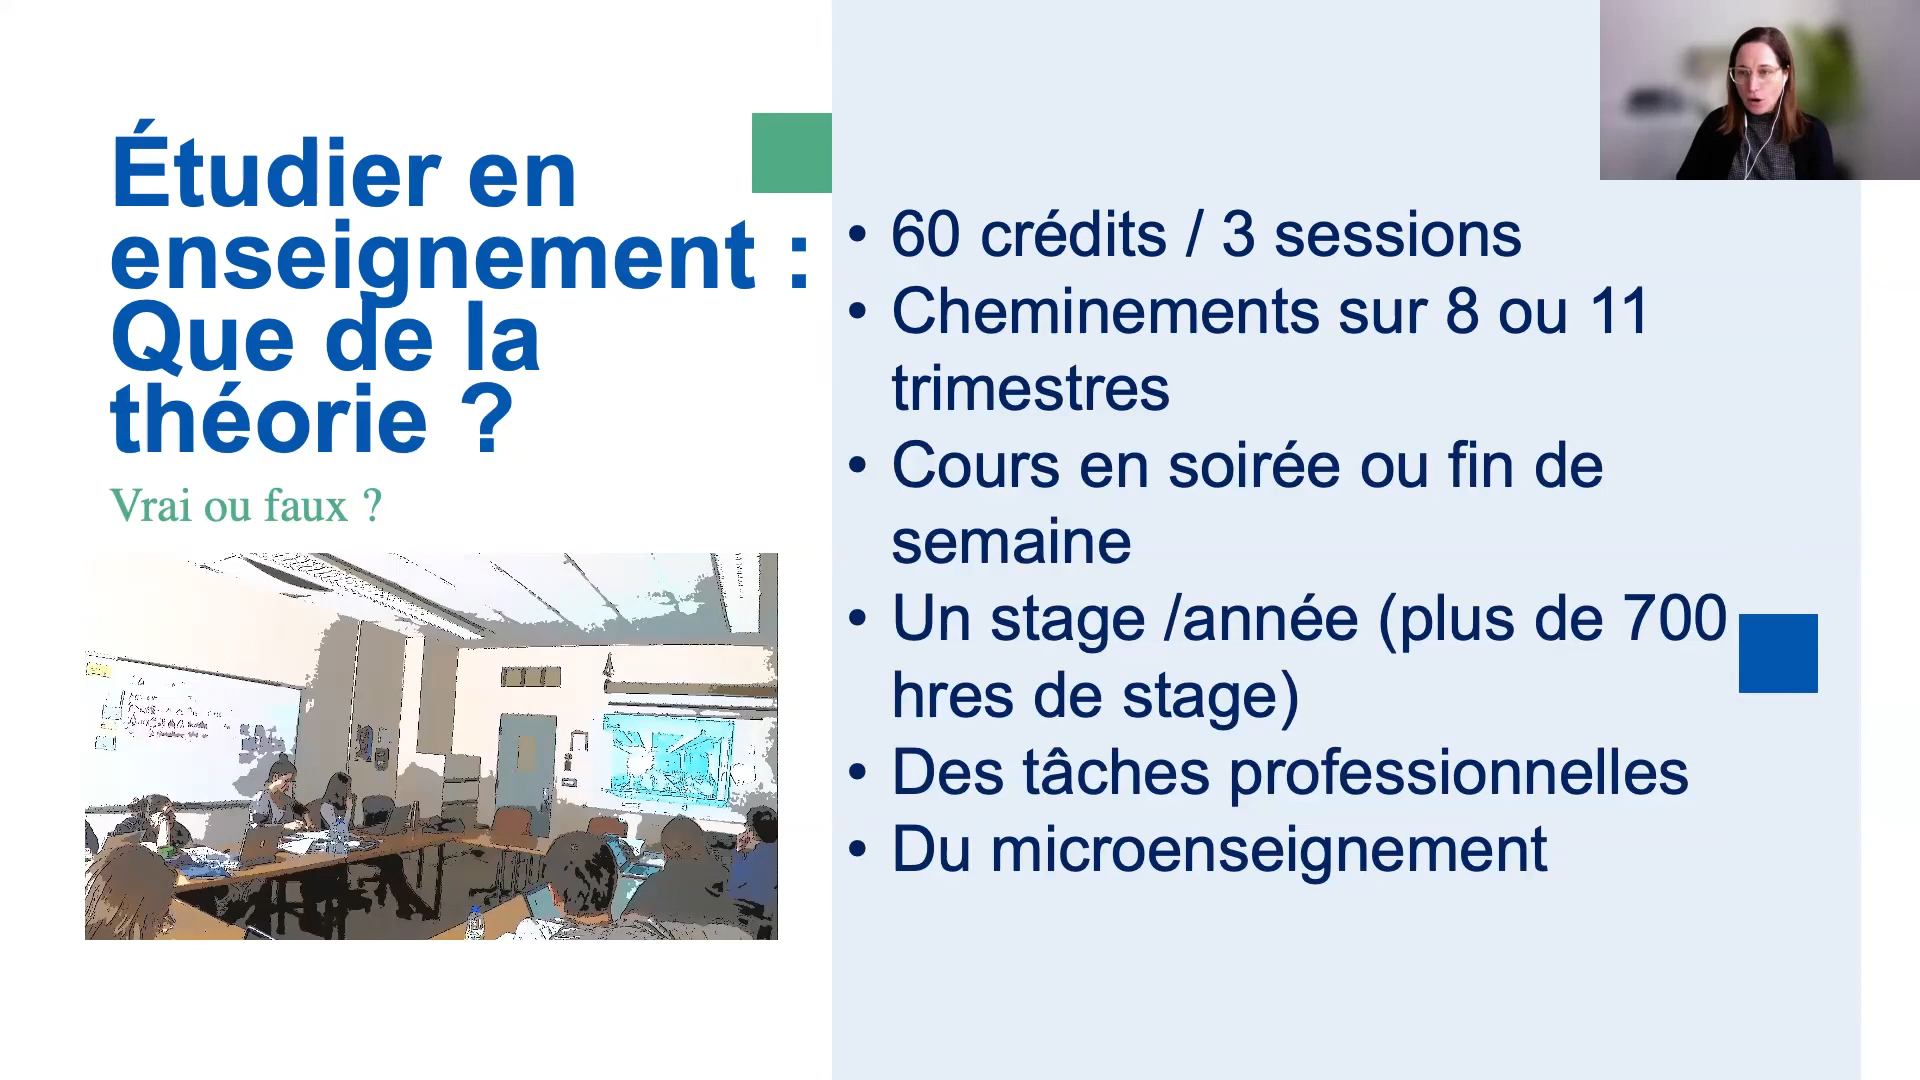 Étudier en
enseignement :
Que de la
théorie ?
Vrai ou faux ?
• 60 crédits / 3 sessions
• Cheminements sur 8 ou 11
trimestres
• Cours en soirée ou fin de
semaine
• Un stage /année (plus de 700
hres de stage)
• Des tâches professionnelles
• Du microenseignement